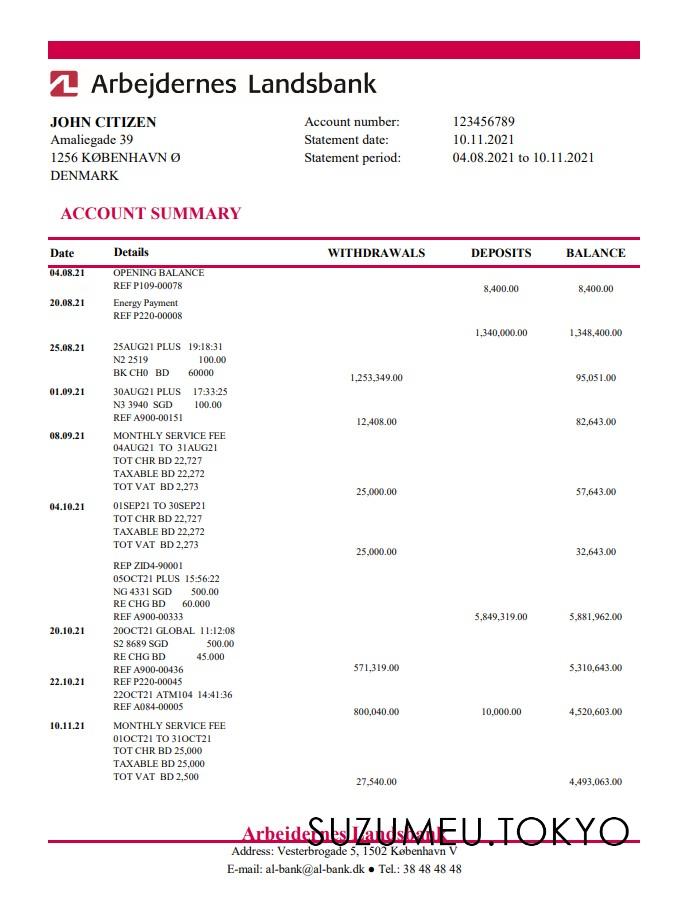 Arbejdernes Landsbank
JOHN CITIZEN
Amaliegade 39
1256 KØBENHAVN Ø
DENMARK
Account number: 123456789
Statement date: 10.11.2021
Statement period: 04.08.2021 to 10.11.2021
ACCOUNT SUMMARY
Date Details WITHDRAWALS DEPOSITS BALANCE
04.08.21 OPENING BALANCE
REF P109-00078 8,400.00 8,400.00
20.08.21 Energy Payment
REF P220-00008
1,340,000.00 1,348,400.00
25.08.21 25AUG21 PLUS 19:18:31
N2 2519 100.00
BK CH0 BD 60000
1,253,349.00 95,051.00
01.09.21 30AUG21 PLUS 17:33:25
N3 3940 SGD 100.00
REF A900-00151 12,408.00 82,643.00
08.09.21 MONTHLY SERVICE FEE
04AUG21 TO 31AUG21
TOT CHR BD 22,727
TAXABLE BD 22,272
TOT VAT BD 2,273
25,000.00 57,643.00
04.10.21 01SEP21 TO 30SEP21
TOT CHR BD 22,727
TAXABLE BD 22,272
TOT VAT BD 2,273
25,000.00 32,643.00
REP ZID4-90001
05OCT21 PLUS 15:56:22
NG 4331 SGD 500.00
RE CHG BD 60.000
REF A900-00333 5,849,319.00 5,881,962.00
20.10.21 20OCT21 GLOBAL 11:12:08
S2 8689 SGD 500.00
RE CHG BD 45.000
REF A900-00436 571,319.00 5,310,643.00
22.10.21 REF P220-00045
22OCT21 ATM104 14:41:36
REF A084-00005
800,040.00 10,000.00 4,520,603.00
10.11.21 MONTHLY SERVICE FEE
01OCT21 TO 31OCT21
TOT CHR BD 25,000
TAXABLE BD 25,000
TOT VAT BD 2,500
27,540.00 4,493,063.00
Arbejdernes Landsbank
SUZUMEU.TOKYO
Address: Vesterbrogade 5, 1502 København V
E-mail: al-bank@al-bank.dk ● Tel.: 38 48 48 48